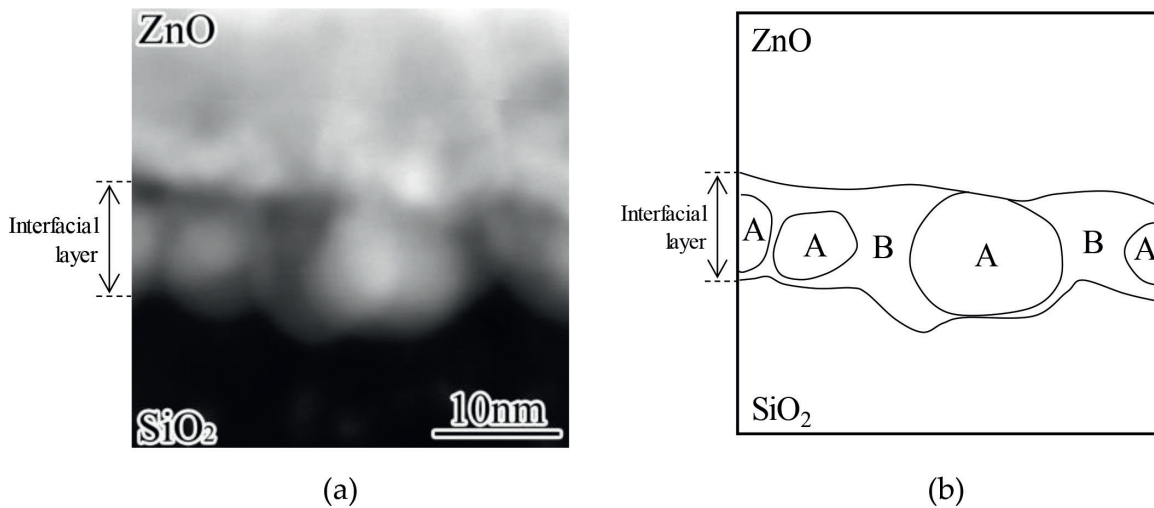 ZnO
Interfacial
layer
SiO₂
10nm
(a)
ZnO
Interfacial
layer
A
A
B
A
B
A
SiO₂
(b)